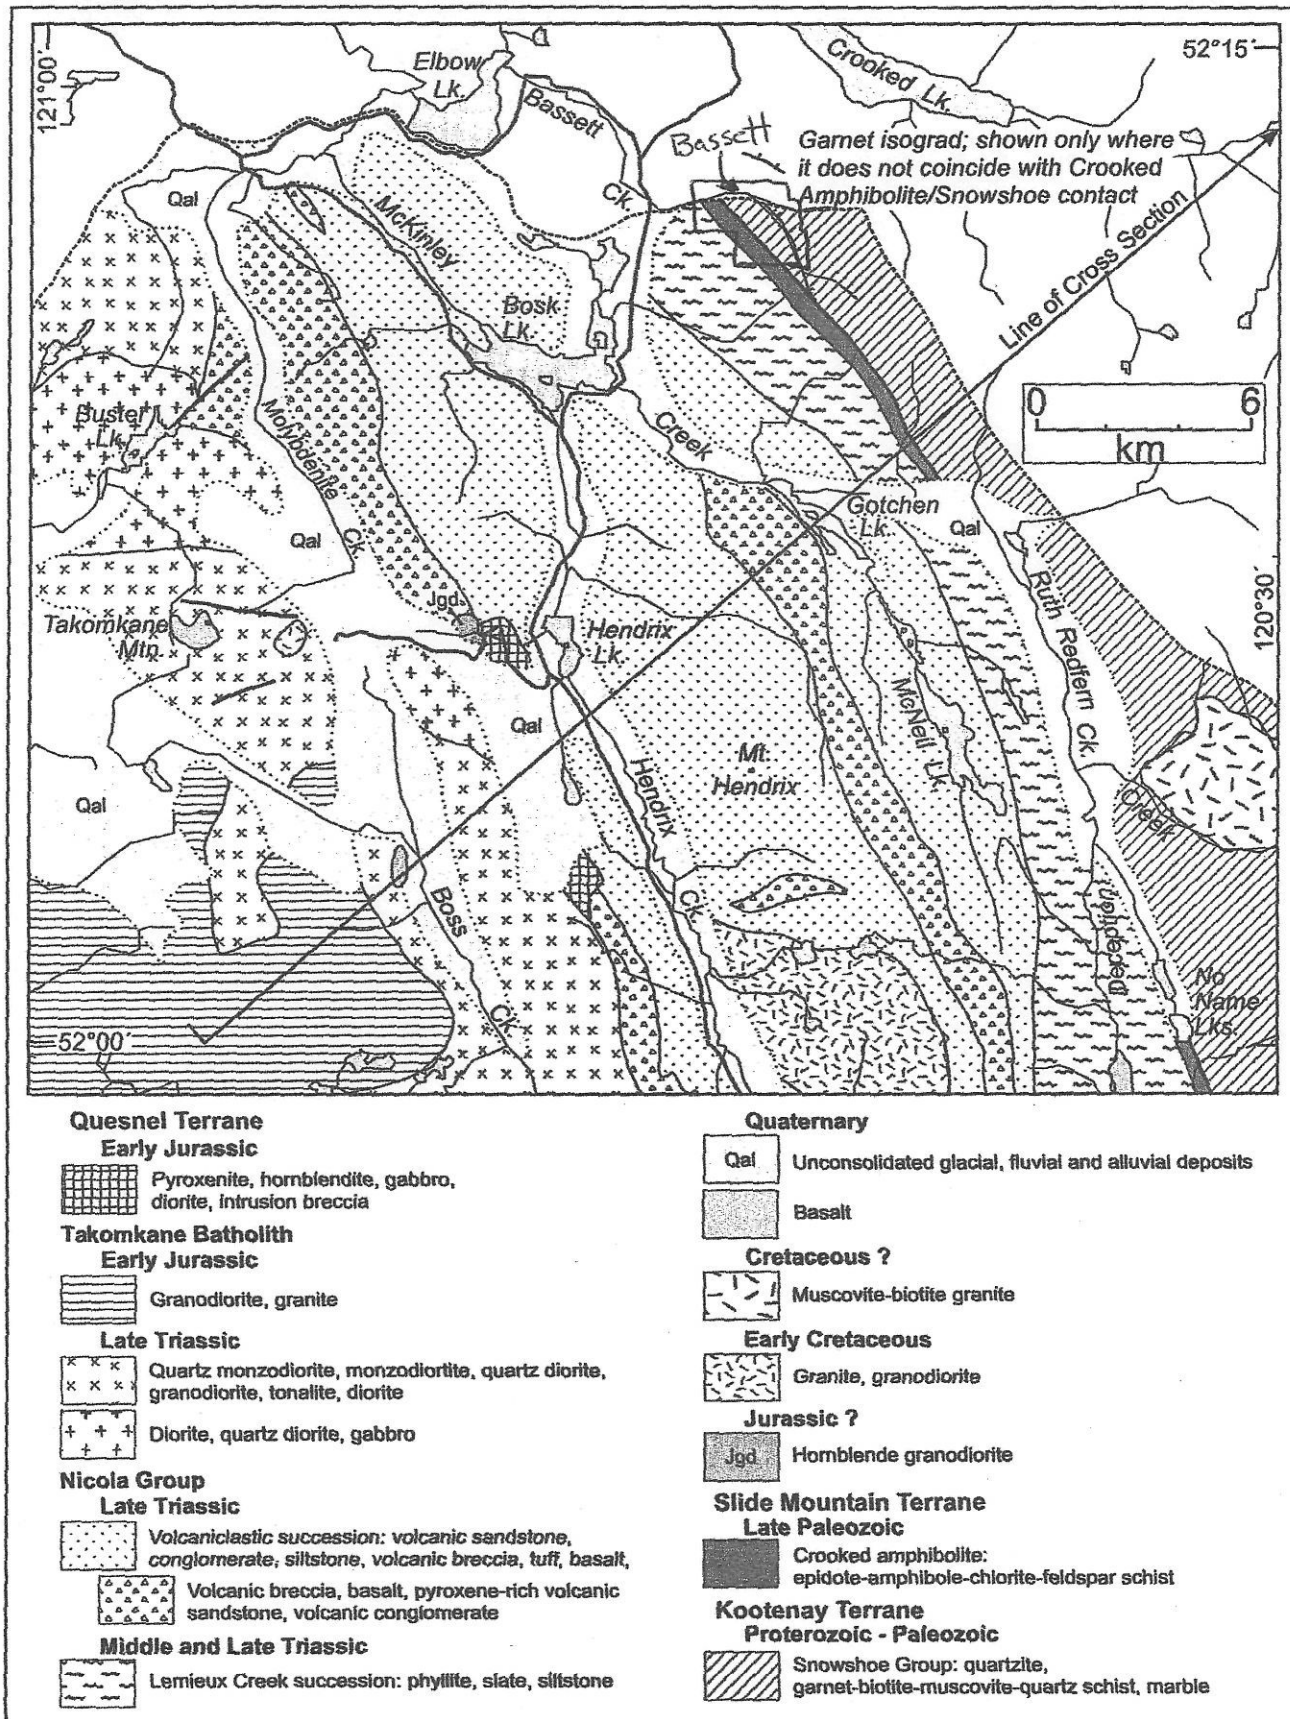 52°15´
121°00´
Elbow
Lk.
Bassett
Ck.
Crooked Lk.
Bassett
Garnet isograd; shown only where
it does not coincide with Crooked
Amphibolite/Snowshoe contact
Qal
McKinley
Bosk
Lk.
Line of Cross Section
0 6
km
Buster
Lk.
Molybdenite
Ck.
Creek
Gotchen
Lk.
Qal
Qal
Ruth Redfern Ck.
120°30´
Jgd
Takomkane
Mtn.
Hendrix
Lk.
McNeil Lk.
Qal
Mt.
Hendrix
Hendrix
Ck.
Qal
Creek
Boss
Ck.
Deception
No
Name
Lks.
52°00´
Quesnel Terrane
Early Jurassic
Pyroxenite, hornblendite, gabbro,
diorite, intrusion breccia
Takomkane Batholith
Early Jurassic
Granodiorite, granite
Late Triassic
Quartz monzodiorite, monzodiortite, quartz diorite,
granodiorite, tonalite, diorite
Diorite, quartz diorite, gabbro
Nicola Group
Late Triassic
Volcaniclastic succession: volcanic sandstone,
conglomerate, siltstone, volcanic breccia, tuff, basalt,
Volcanic breccia, basalt, pyroxene-rich volcanic
sandstone, volcanic conglomerate
Middle and Late Triassic
Lemieux Creek succession: phyllite, slate, siltstone
Quaternary
Qal Unconsolidated glacial, fluvial and alluvial deposits
Basalt
Cretaceous ?
Muscovite-biotite granite
Early Cretaceous
Granite, granodiorite
Jurassic ?
Jgd Hornblende granodiorite
Slide Mountain Terrane
Late Paleozoic
Crooked amphibolite:
epidote-amphibole-chlorite-feldspar schist
Kootenay Terrane
Proterozoic - Paleozoic
Snowshoe Group: quartzite,
garnet-biotite-muscovite-quartz schist, marble